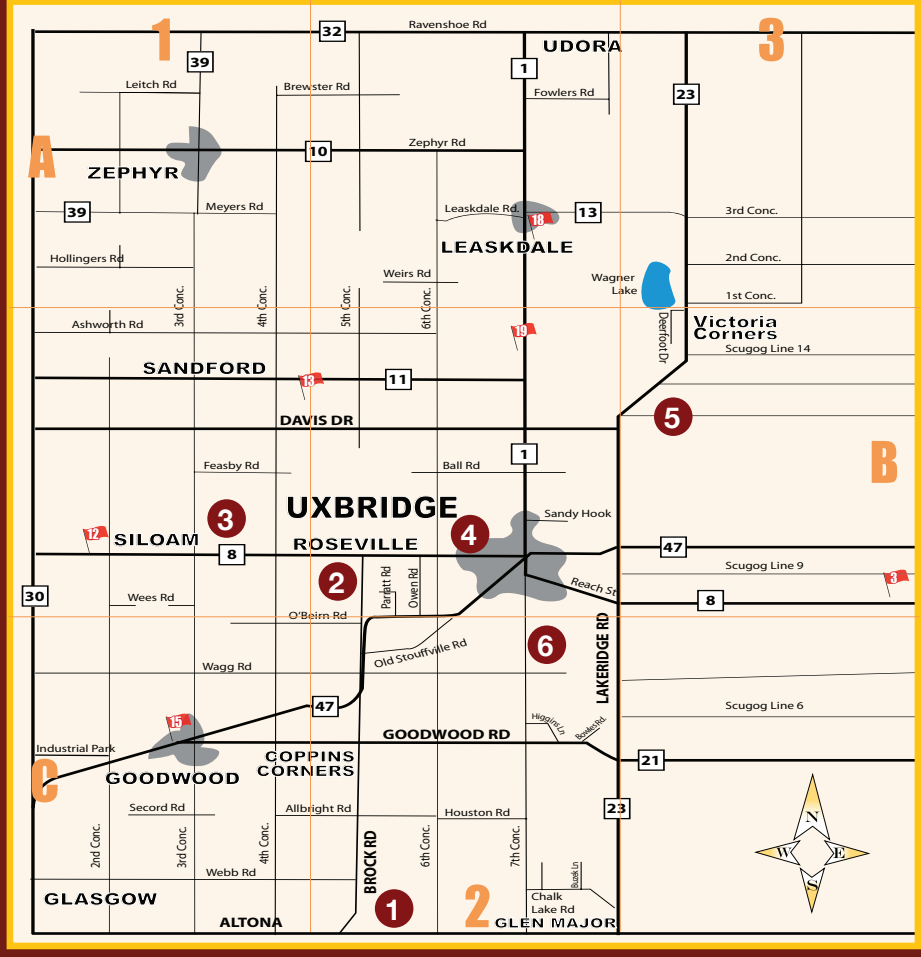 1
32
Ravenshoe Rd
3
UDORA
39
1
Leitch Rd
Brewster Rd
Fowlers Rd
23
A
10
Zephyr Rd
ZEPHYR
39
Meyers Rd
Leaskdale Rd.
18
13
3rd Conc.
LEASKDALE
Hollingers Rd
2nd Conc.
Weirs Rd
Wagner
Lake
3rd Conc.
4th Conc.
5th Conc.
6th Conc.
1st Conc.
Ashworth Rd
19
Deerfoot Dr
Victoria
Corners
Scugog Line 14
SANDFORD
13
11
DAVIS DR
5
1
Feasby Rd
Ball Rd
B
UXBRIDGE
3
Sandy Hook
12
SILOAM
4
8
ROSEVILLE
47
Scugog Line 9
3
2
Parratt Rd
Owen Rd
Reach St
30
Wees Rd
8
O'Beirn Rd
LAKERIDGE RD
6
Old Stouffville Rd
Wagg Rd
47
Scugog Line 6
15
Higgins Ln
Bowles Rd.
GOODWOOD RD
Industrial Park
COPPINS
CORNERS
21
C
GOODWOOD
Secord Rd
Allbright Rd
Houston Rd
23
N
2nd Conc.
3rd Conc.
4th Conc.
BROCK RD
6th Conc.
7th Conc.
W
E
Webb Rd
Buzek Ln
S
GLASGOW
Chalk
Lake Rd
1
2
ALTONA
GLEN MAJOR